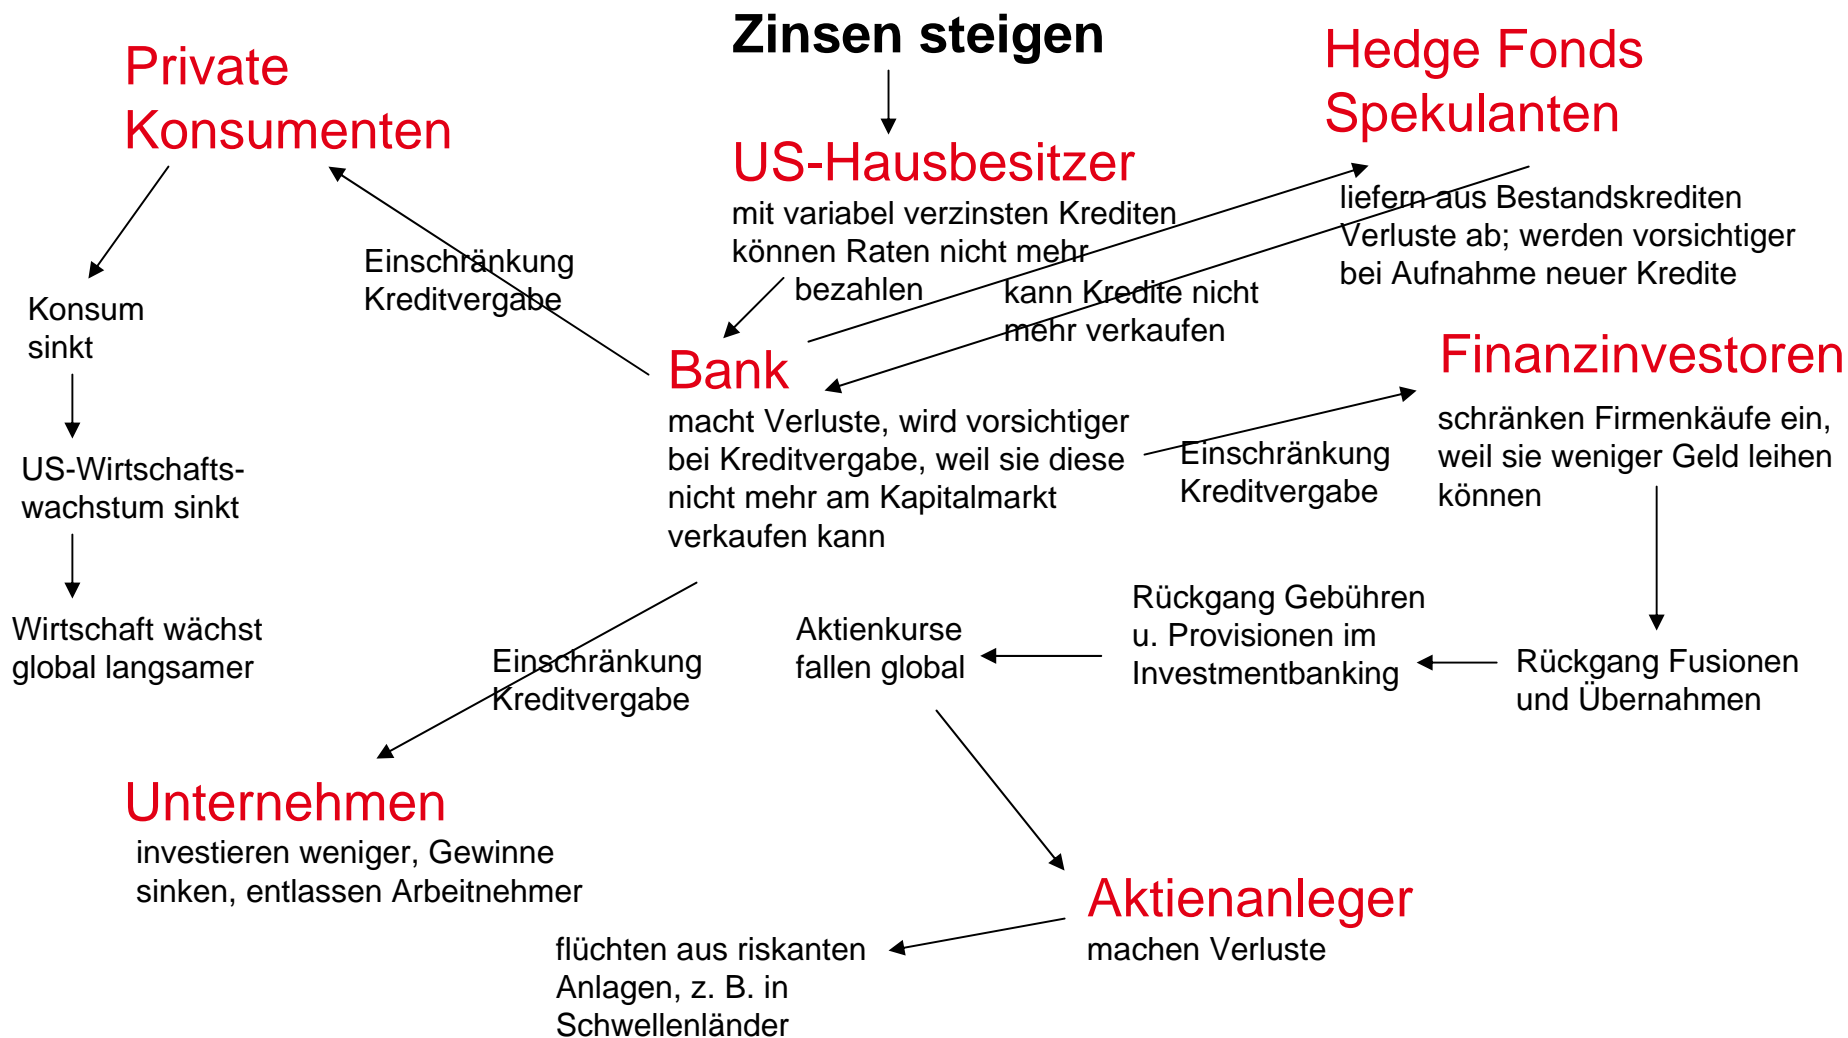 Zinsen steigen
Private
Konsumenten
Hedge Fonds
Spekulanten
US-Hausbesitzer
mit variabel verzinsten Krediten
können Raten nicht mehr
bezahlen
liefern aus Bestandskrediten
Verluste ab; werden vorsichtiger
bei Aufnahme neuer Kredite
Einschränkung
Kreditvergabe
kann Kredite nicht
mehr verkaufen
Konsum
sinkt
Bank
macht Verluste, wird vorsichtiger
bei Kreditvergabe, weil sie diese
nicht mehr am Kapitalmarkt
verkaufen kann
Finanzinvestoren
schränken Firmenkäufe ein,
weil sie weniger Geld leihen
können
Einschränkung
Kreditvergabe
US-Wirtschafts-
wachstum sinkt
Wirtschaft wächst
global langsamer
Einschränkung
Kreditvergabe
Aktienkurse
fallen global
Rückgang Gebühren
u. Provisionen im
Investmentbanking
Rückgang Fusionen
und Übernahmen
Unternehmen
investieren weniger, Gewinne
sinken, entlassen Arbeitnehmer
Aktienanleger
machen Verluste
flüchten aus riskanten
Anlagen, z. B. in
Schwellenländer